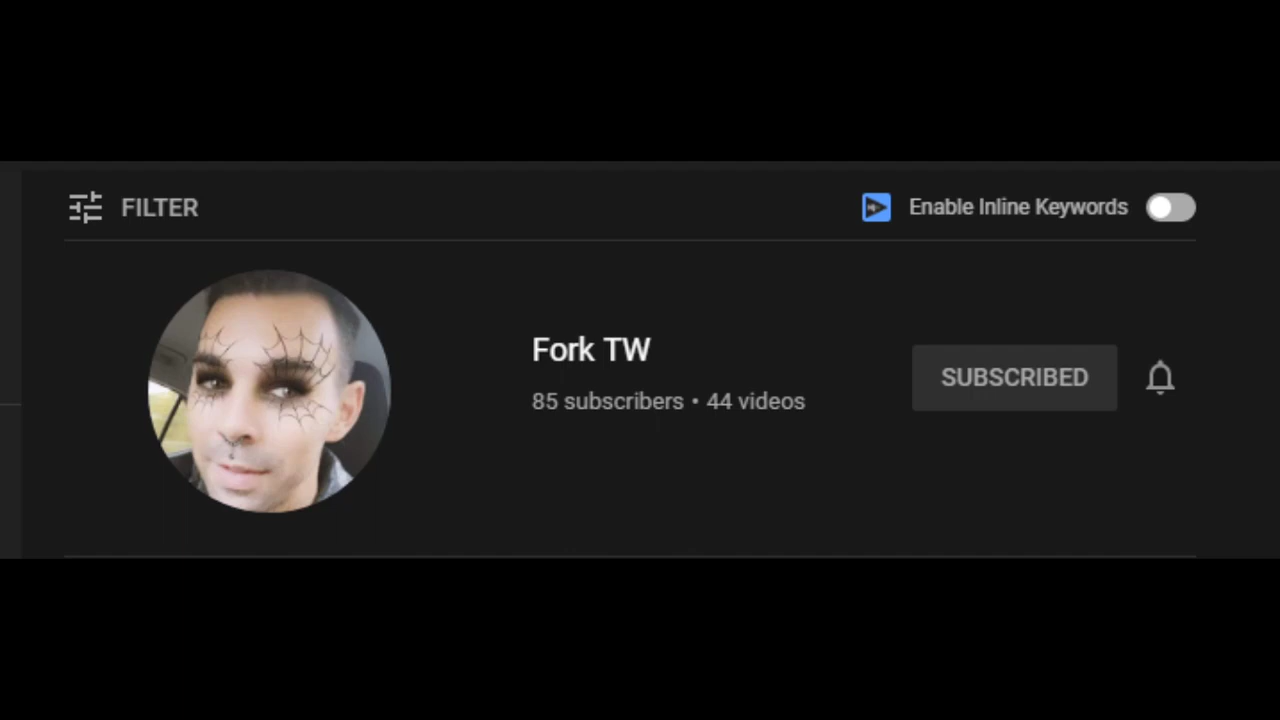 FILTER
Enable Inline Keywords
Fork TW
85 subscribers • 44 videos
SUBSCRIBED